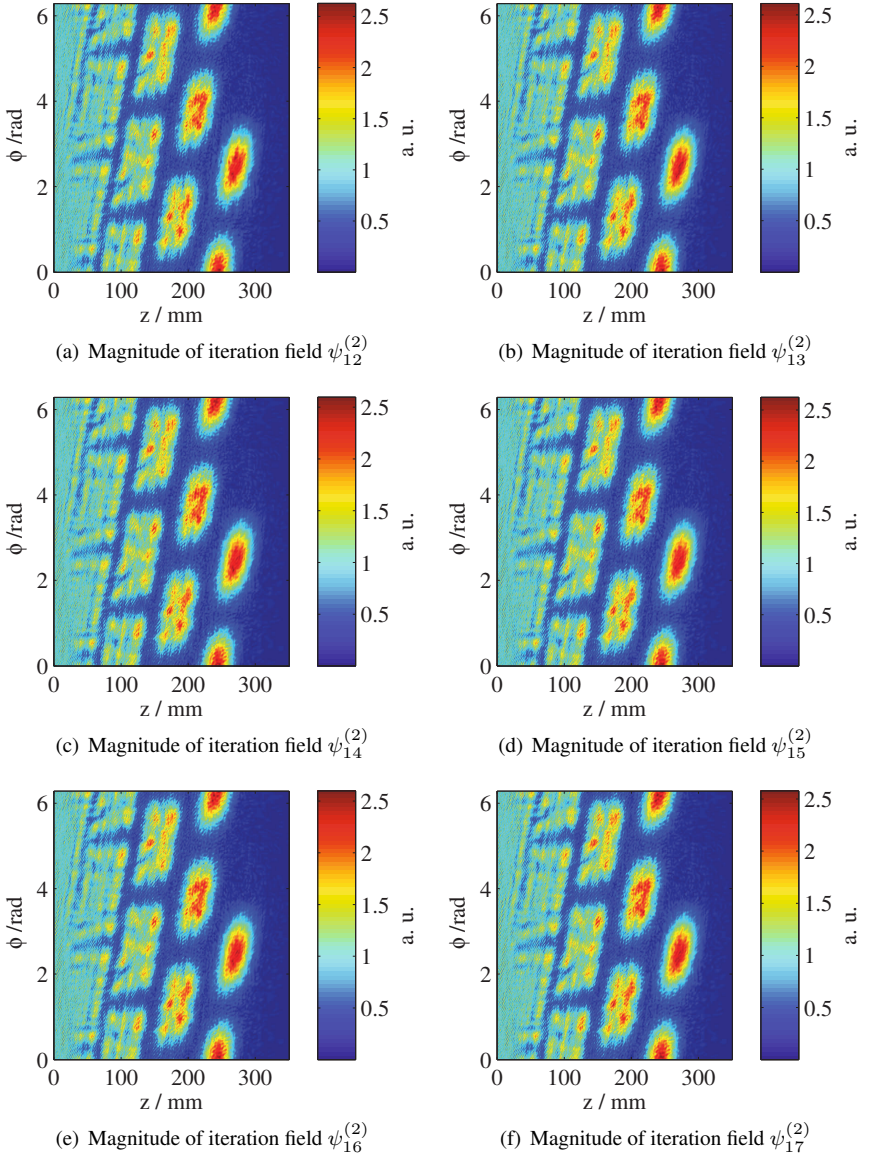 6
4
2
0
φ /rad
0 100 200 300
z / mm
2.5
2
1.5
1
0.5
a. u.
(a) Magnitude of iteration field ψ₁₂⁽²⁾
6
4
2
0
φ /rad
0 100 200 300
z / mm
2.5
2
1.5
1
0.5
a. u.
(b) Magnitude of iteration field ψ₁₃⁽²⁾
6
4
2
0
φ /rad
0 100 200 300
z / mm
2.5
2
1.5
1
0.5
a. u.
(c) Magnitude of iteration field ψ₁₄⁽²⁾
6
4
2
0
φ /rad
0 100 200 300
z / mm
2.5
2
1.5
1
0.5
a. u.
(d) Magnitude of iteration field ψ₁₅⁽²⁾
6
4
2
0
φ /rad
0 100 200 300
z / mm
2.5
2
1.5
1
0.5
a. u.
(e) Magnitude of iteration field ψ₁₆⁽²⁾
6
4
2
0
φ /rad
0 100 200 300
z / mm
2.5
2
1.5
1
0.5
a. u.
(f) Magnitude of iteration field ψ₁₇⁽²⁾